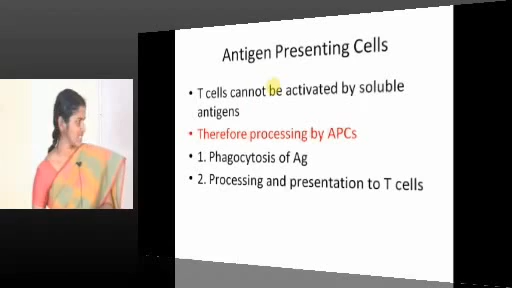 Antigen Presenting Cells
• T cells cannot be activated by soluble
antigens
• Therefore processing by APCs
• 1. Phagocytosis of Ag
• 2. Processing and presentation to T cells